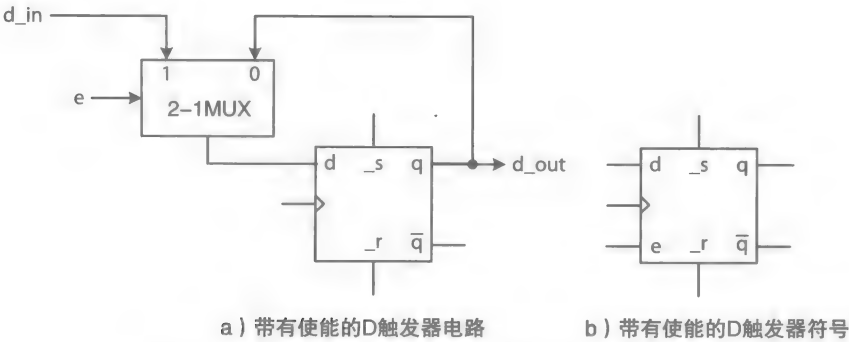 d_in
1 0
e
2-1MUX
d _s q
d_out
_r q̅
d _s q
e _r q̅
a）带有使能的D触发器电路
b）带有使能的D触发器符号